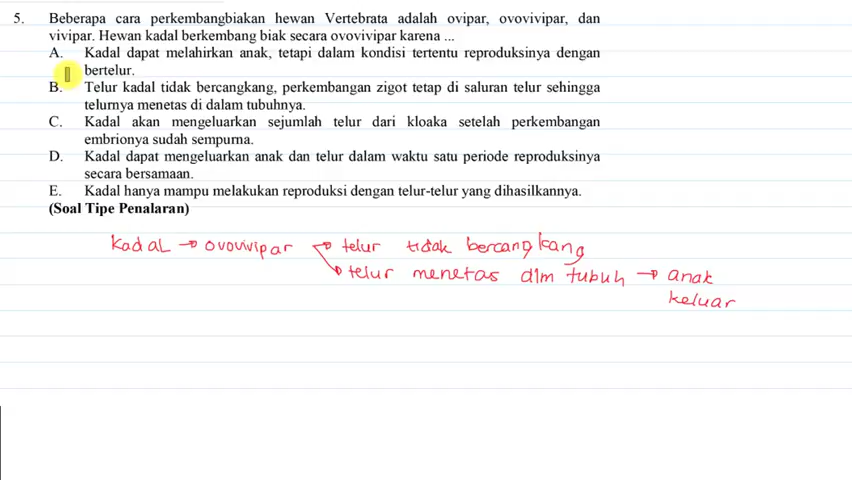 5. Beberapa cara perkembangbiakan hewan Vertebrata adalah ovipar, ovovivipar, dan
vivipar. Hewan kadal berkembang biak secara ovovivipar karena ...
A. Kadal dapat melahirkan anak, tetapi dalam kondisi tertentu reproduksinya dengan
bertelur.
B. Telur kadal tidak bercangkang, perkembangan zigot tetap di saluran telur sehingga
telurnya menetas di dalam tubuhnya.
C. Kadal akan mengeluarkan sejumlah telur dari kloaka setelah perkembangan
embrionya sudah sempurna.
D. Kadal dapat mengeluarkan anak dan telur dalam waktu satu periode reproduksinya
secara bersamaan.
E. Kadal hanya mampu melakukan reproduksi dengan telur-telur yang dihasilkannya.
(Soal Tipe Penalaran)
Kadal → ovovivipar → telur tidak bercangkang
→ telur menetas dlm tubuh → anak
keluar